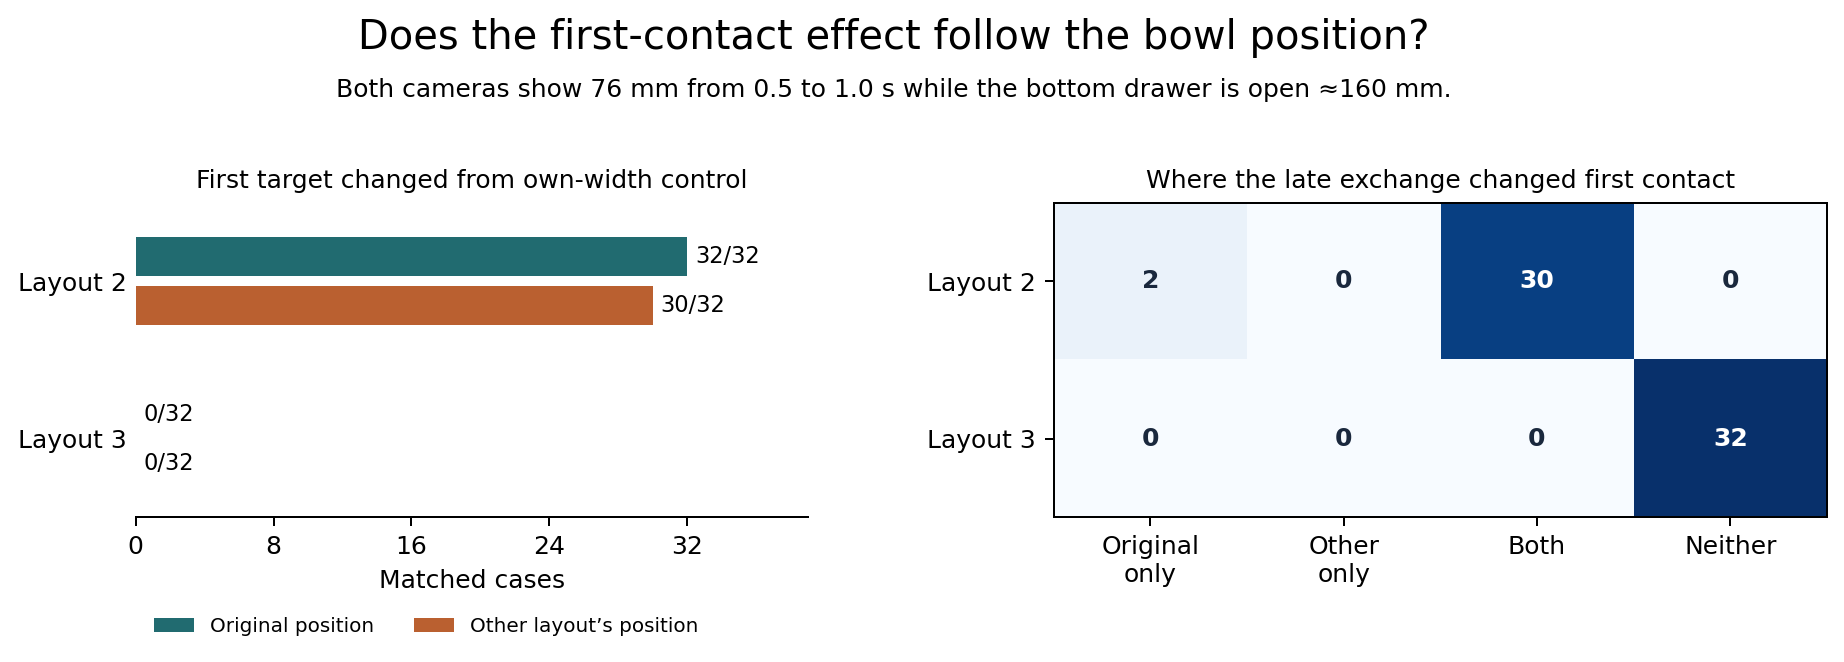 Does the first-contact effect follow the bowl position?
Both cameras show 76 mm from 0.5 to 1.0 s while the bottom drawer is open ≈160 mm.
First target changed from own-width control
Layout 2
32/32
30/32
Layout 3
0/32
0/32
0 8 16 24 32
Matched cases
Original position
Other layout’s position
Where the late exchange changed first contact
Layout 2
2 0 30 0
Layout 3
0 0 0 32
Original only
Other only
Both
Neither